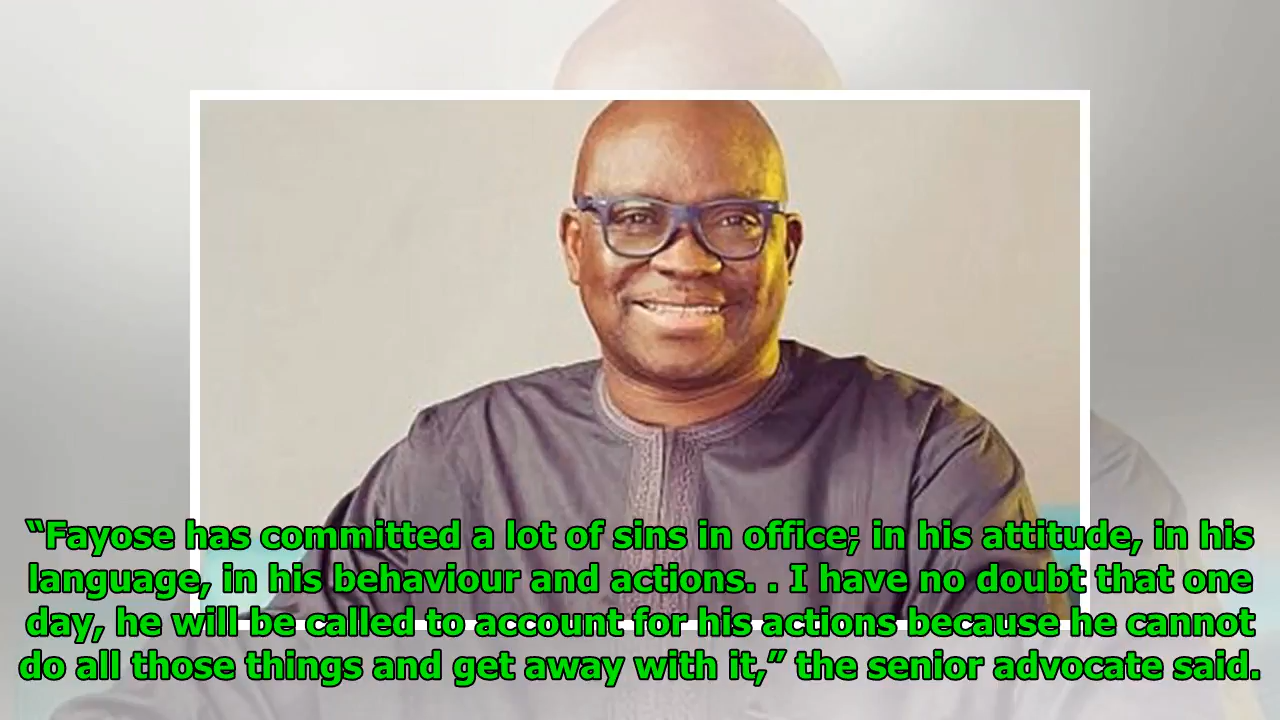 “Fayose has committed a lot of sins in office; in his attitude, in his
language, in his behaviour and actions. . I have no doubt that one
day, he will be called to account for his actions because he cannot
do all those things and get away with it,” the senior advocate said.